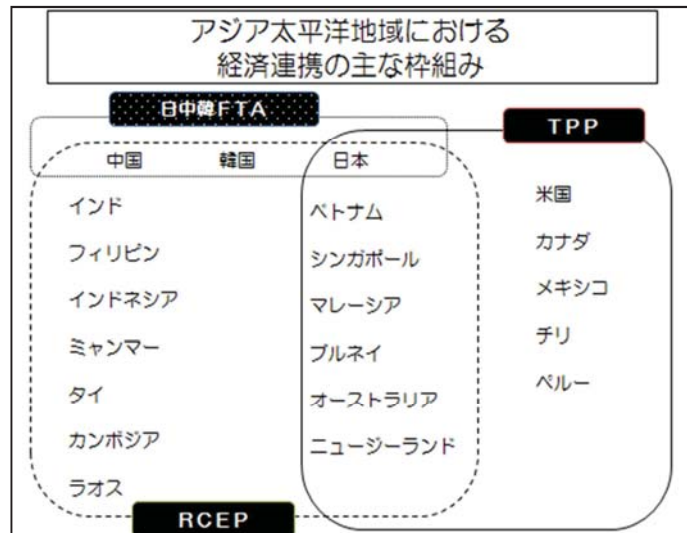 アジア太平洋地域における
経済連携の主な枠組み
日中韓FTA
TPP
中国 韓国 日本
米国
インド
ベトナム
カナダ
フィリピン
シンガポール
メキシコ
インドネシア
マレーシア
チリ
ミャンマー
ブルネイ
ペルー
タイ
オーストラリア
カンボジア
ニュージーランド
ラオス
RCEP